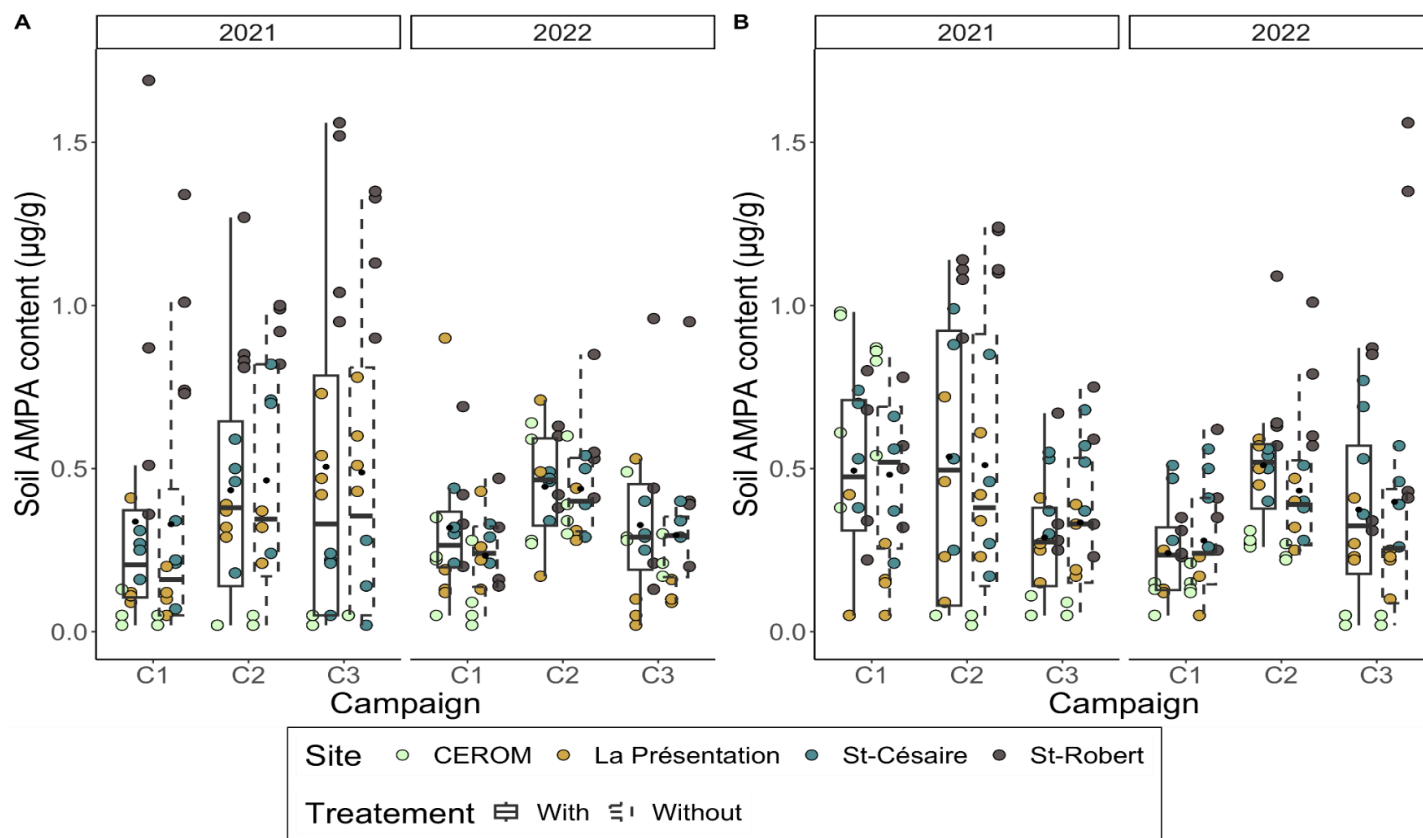 A
B
2021
2022
2021
2022
Soil AMPA content (µg/g)
1.5
1.0
0.5
0.0
C1 C2 C3
C1 C2 C3
Campaign
Soil AMPA content (µg/g)
1.5
1.0
0.5
0.0
C1 C2 C3
C1 C2 C3
Campaign
Site CEROM La Présentation St-Césaire St-Robert
Treatement With Without